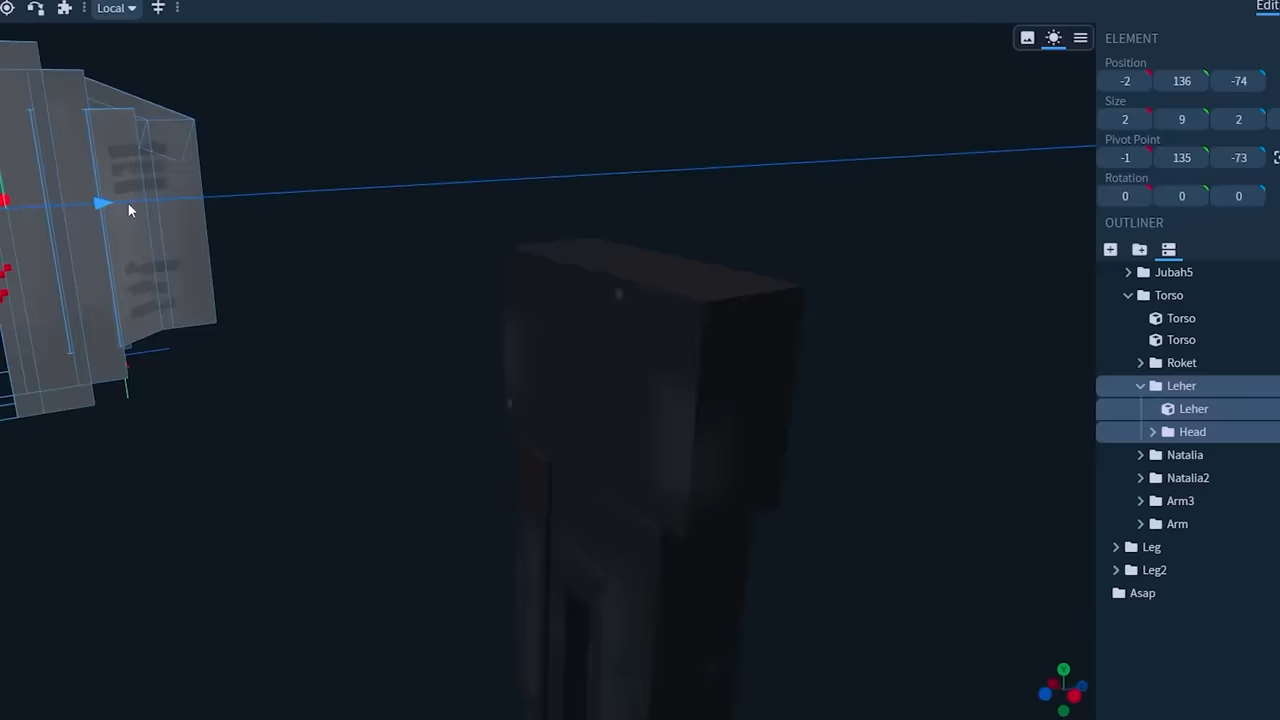 Local
Edit
ELEMENT
Position
-2 136 -74
Size
2 9 2
Pivot Point
-1 135 -73
Rotation
0 0 0
OUTLINER
Jubah5
Torso
Torso
Torso
Roket
Leher
Leher
Head
Natalia
Natalia2
Arm3
Arm
Leg
Leg2
Asap
Y